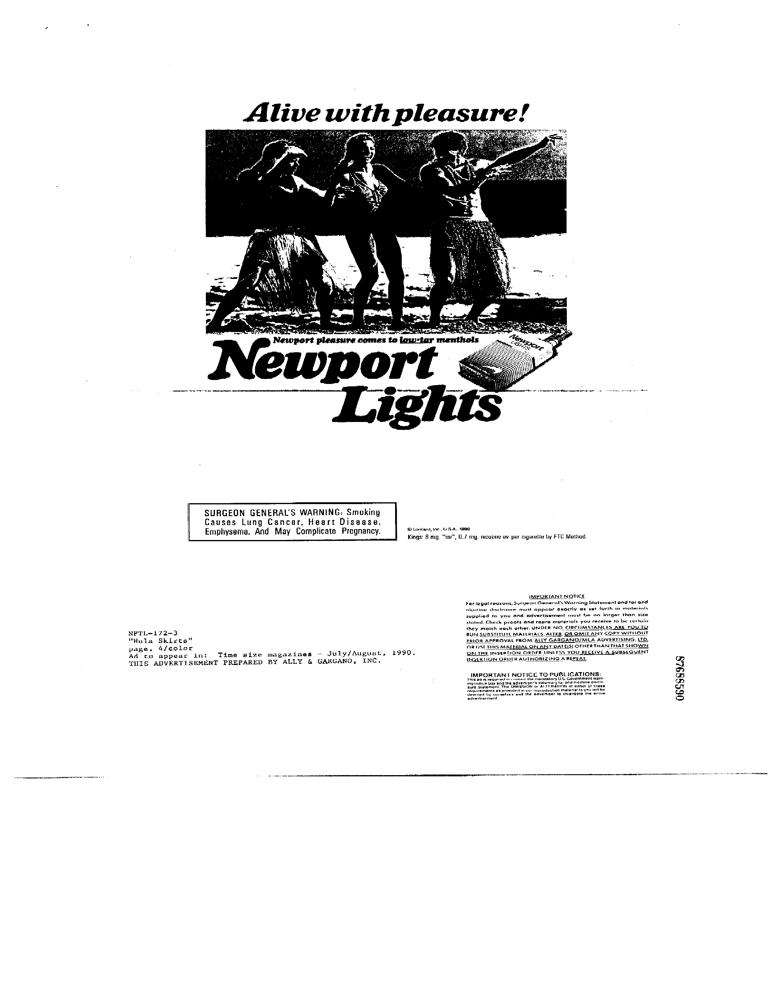 Alive with pleasure!
Newport pleasure comes to low-tar menthols
Newport
Lights
Newport
SURGEON GENERAL'S WARNING: Smoking
Causes Lung Cancer, Heart Disease,
Emphysema, And May Complicate Pregnancy.
© Lorillard, Inc., U.S.A., 1990
Kings: 8 mg. "tar", 0.7 mg. nicotine av. per cigarette by FTC Method.
NPTL-172-3
"Hula Skirts"
page, 4/color
Ad to appear in: Time size magazines - July/August, 1990.
THIS ADVERTISEMENT PREPARED BY ALLY & GARGANO, INC.
IMPORTANT NOTICE
For legal reasons, Surgeon General's Warning Statement and tar and
nicotine disclosure must appear exactly as set forth in materials
supplied to you and advertisement must be no larger than size
stated. Check proofs and repro materials you receive to be certain
they match each other. UNDER NO CIRCUMSTANCES ARE YOU TO
RUN SUBSTITUTE MATERIALS, ALTER, OR OMIT ANY COPY WITHOUT
PRIOR APPROVAL FROM ALLY GARGANO/MCA ADVERTISING, LTD.
OR USE THIS MATERIAL ON ANY DATE(S) OTHER THAN THAT SHOWN
ON THE INSERTION ORDER UNLESS YOU RECEIVE A SUBSEQUENT
INSERTION ORDER AUTHORIZING A REPEAT.
IMPORTANT NOTICE TO PUBLICATIONS:
87688590